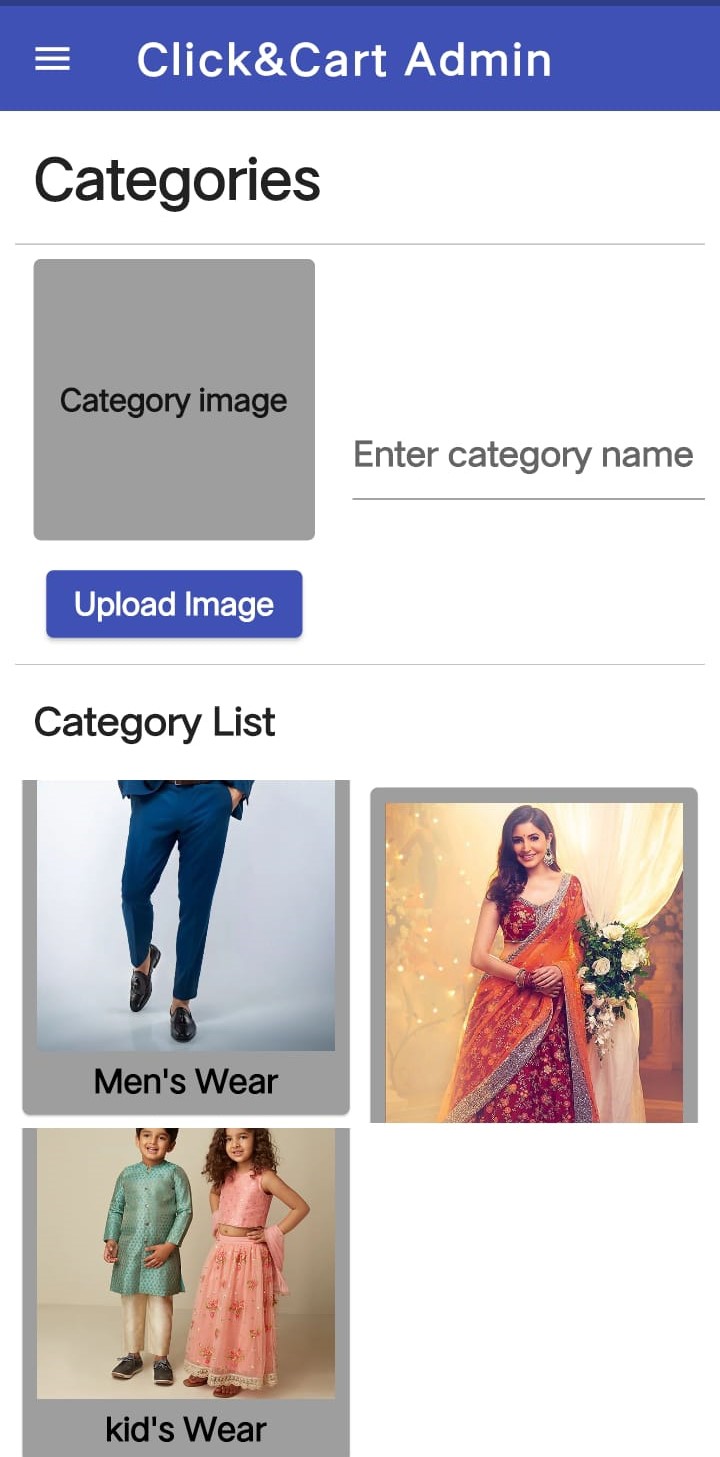 Click&Cart Admin
Categories
Category image
Enter category name
Upload Image
Category List
Men's Wear
kid's Wear